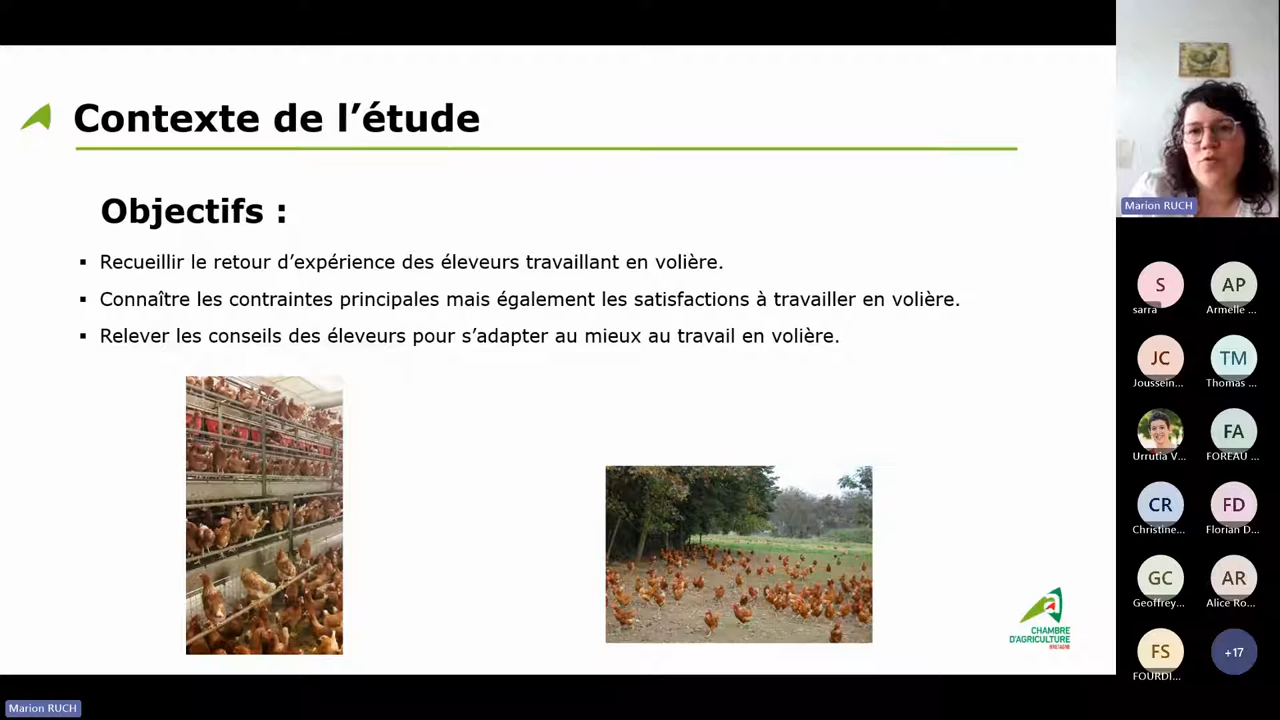 Contexte de l'étude
Objectifs :
▪ Recueillir le retour d'expérience des éleveurs travaillant en volière.
▪ Connaître les contraintes principales mais également les satisfactions à travailler en volière.
▪ Relever les conseils des éleveurs pour s'adapter au mieux au travail en volière.
CHAMBRE
D'AGRICULTURE
BRETAGNE
Marion RUCH
S
sarra
AP
Armelle ...
JC
Joussein...
TM
Thomas ...
Urrutia V...
FA
FOREAU ...
CR
Christine...
FD
Florian D...
GC
Geoffrey...
AR
Alice Ro...
FS
FOURDI...
+17
Marion RUCH